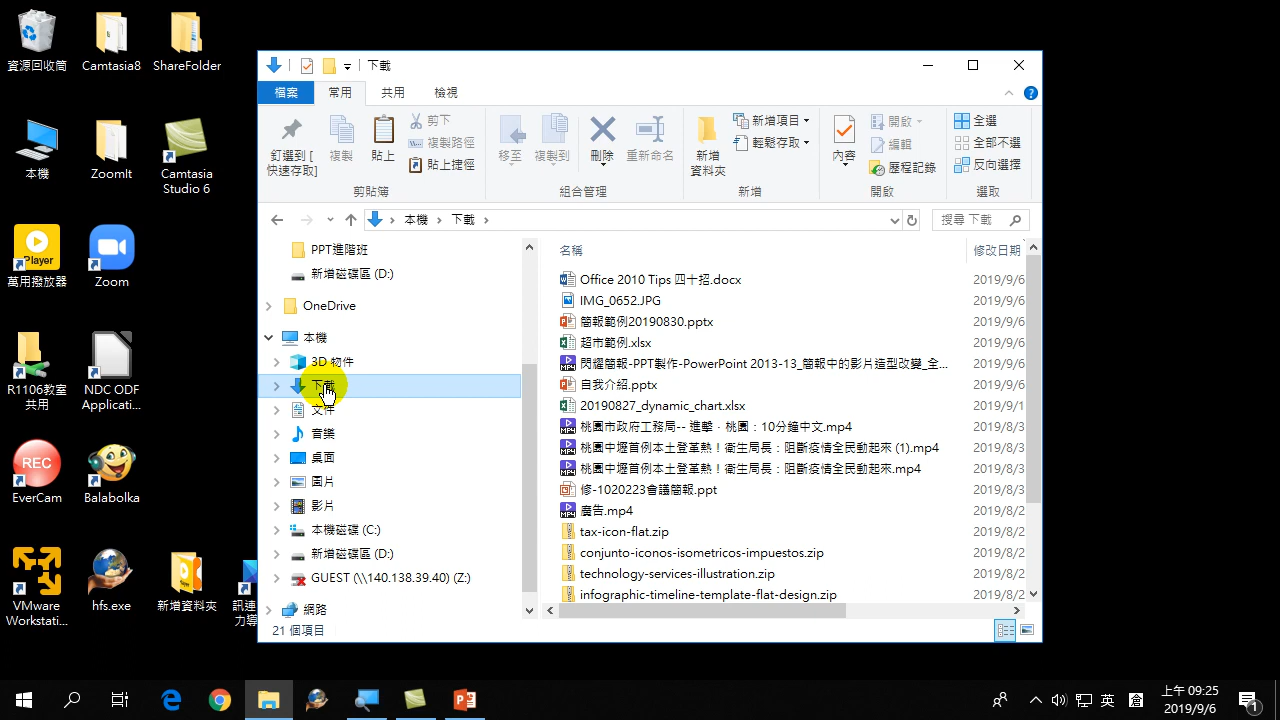 資源回收筒
Camtasia8
ShareFolder
本機
ZoomIt
Camtasia
Studio 6
Player
萬用撥放器
Zoom
R1106教室
共用
NDC ODF
Applicati...
REC
EverCam
Balabolka
VMware
Workstati...
hfs.exe
新增資料夾
下載
檔案
常用
共用
檢視
釘選到 [
快速存取]
複製
貼上
剪下
複製路徑
貼上捷徑
剪貼簿
移至
複製到
刪除
重新命名
組合管理
新增
資料夾
新增項目
輕鬆存取
新增
內容
開啟
編輯
歷程記錄
開啟
全選
全部不選
反向選擇
選取
本機
下載
搜尋 下載
PPT進階班
新增磁碟區 (D:)
OneDrive
本機
3D 物件
下載
文件
音樂
桌面
圖片
影片
本機磁碟 (C:)
新增磁碟區 (D:)
GUEST (\\140.138.39.40) (Z:)
網路
名稱
修改日期
Office 2010 Tips 四十招.docx
2019/9/6
IMG_0652.JPG
2019/9/6
簡報範例20190830.pptx
2019/9/6
超市範例.xlsx
2019/9/6
閃耀簡報-PPT製作-PowerPoint 2013-13_簡報中的影片造型改變_全...
2019/9/6
自我介紹.pptx
2019/9/6
20190827_dynamic_chart.xlsx
2019/9/1
桃園市政府工務局-- 進擊．桃園：10分鐘中文.mp4
2019/8/3
桃園中壢首例本土登革熱！衛生局長：阻斷疫情全民動起來 (1).mp4
2019/8/3
桃園中壢首例本土登革熱！衛生局長：阻斷疫情全民動起來.mp4
2019/8/3
修-1020223會議簡報.ppt
2019/8/3
廣告.mp4
2019/8/2
tax-icon-flat.zip
2019/8/2
conjunto-iconos-isometricos-impuestos.zip
2019/8/2
technology-services-illustration.zip
2019/8/2
infographic-timeline-template-flat-design.zip
2019/8/2
21 個項目
英
上午 09:25
2019/9/6
1